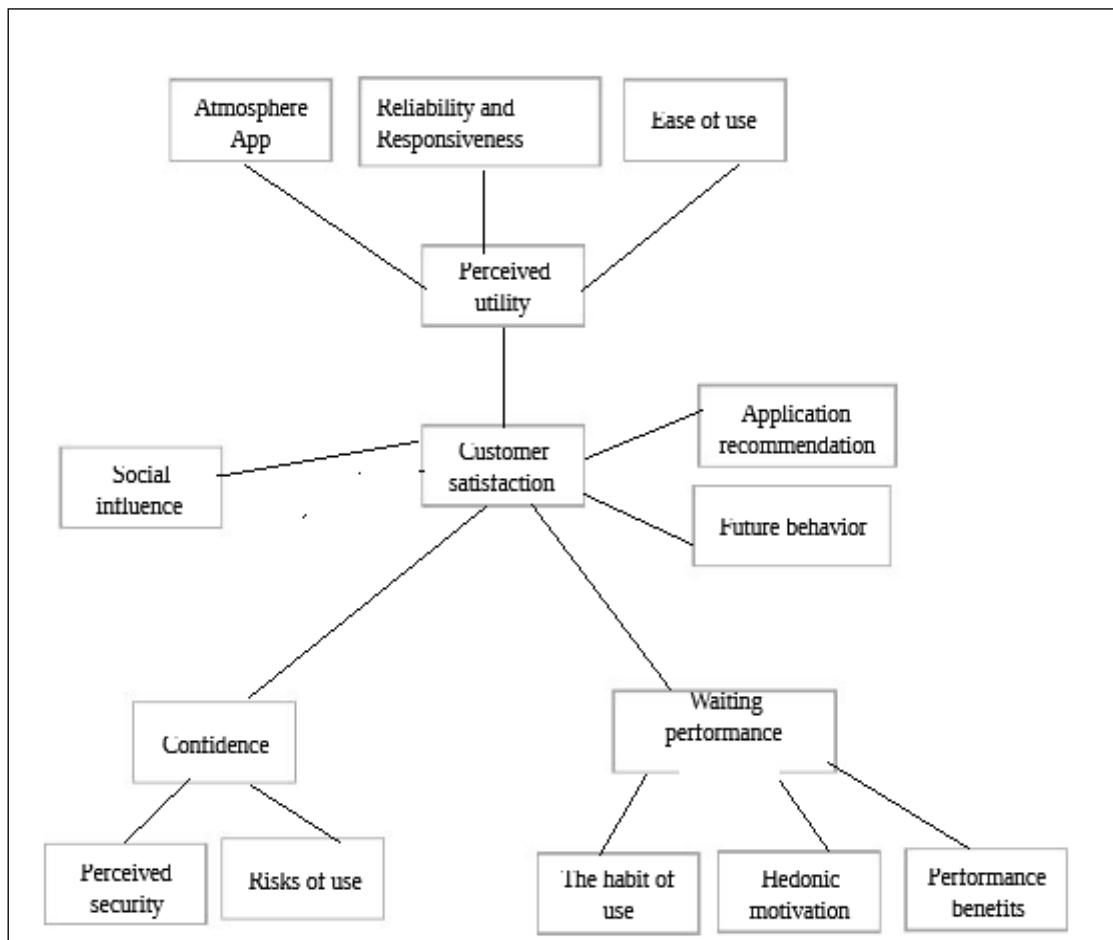 Atmosphere
App
Reliability and
Responsiveness
Ease of use
Perceived
utility
Application
recommendation
Customer
satisfaction
Social
influence
Future behavior
Waiting
performance
Confidence
Perceived
security
Risks of use
The habit of
use
Hedonic
motivation
Performance
benefits